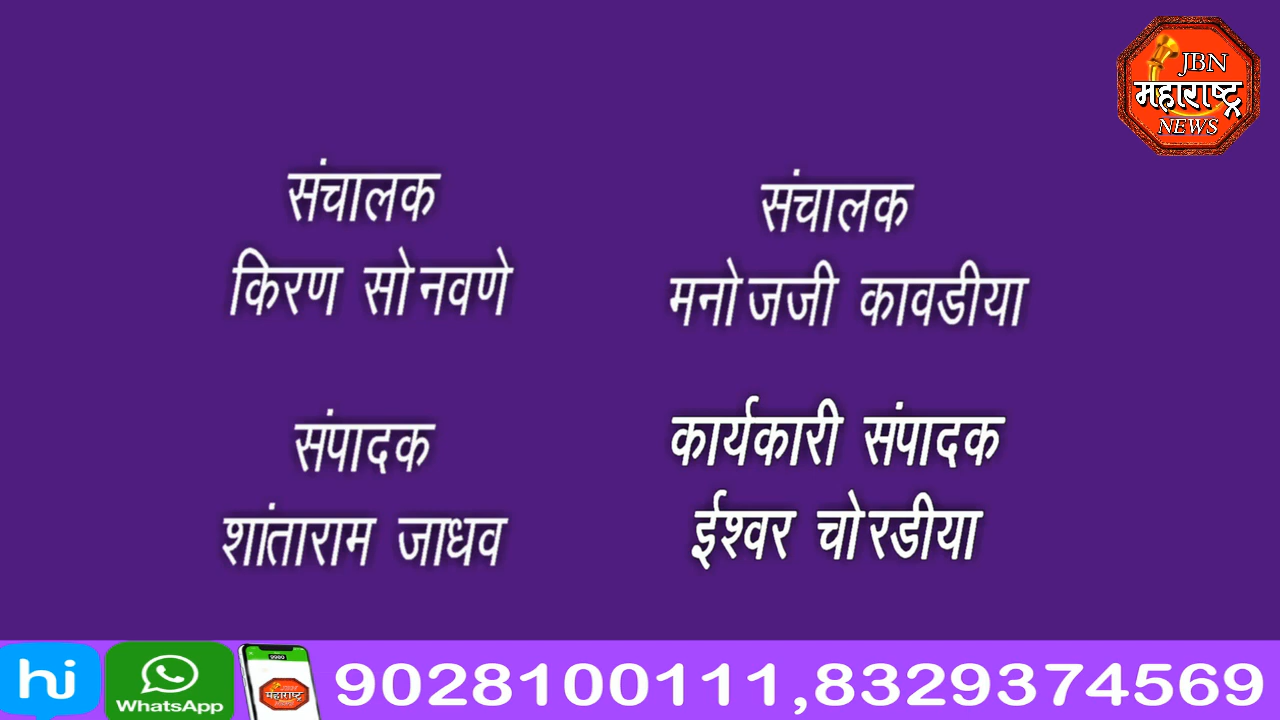 JBN
महाराष्ट्र
NEWS
संचालक
किरण सोनवणे
संचालक
मनोजजी कावडीया
संपादक
शांताराम जाधव
कार्यकारी संपादक
ईश्वर चोरडीया
hi
WhatsApp
महाराष्ट्र
9028100111,8329374569